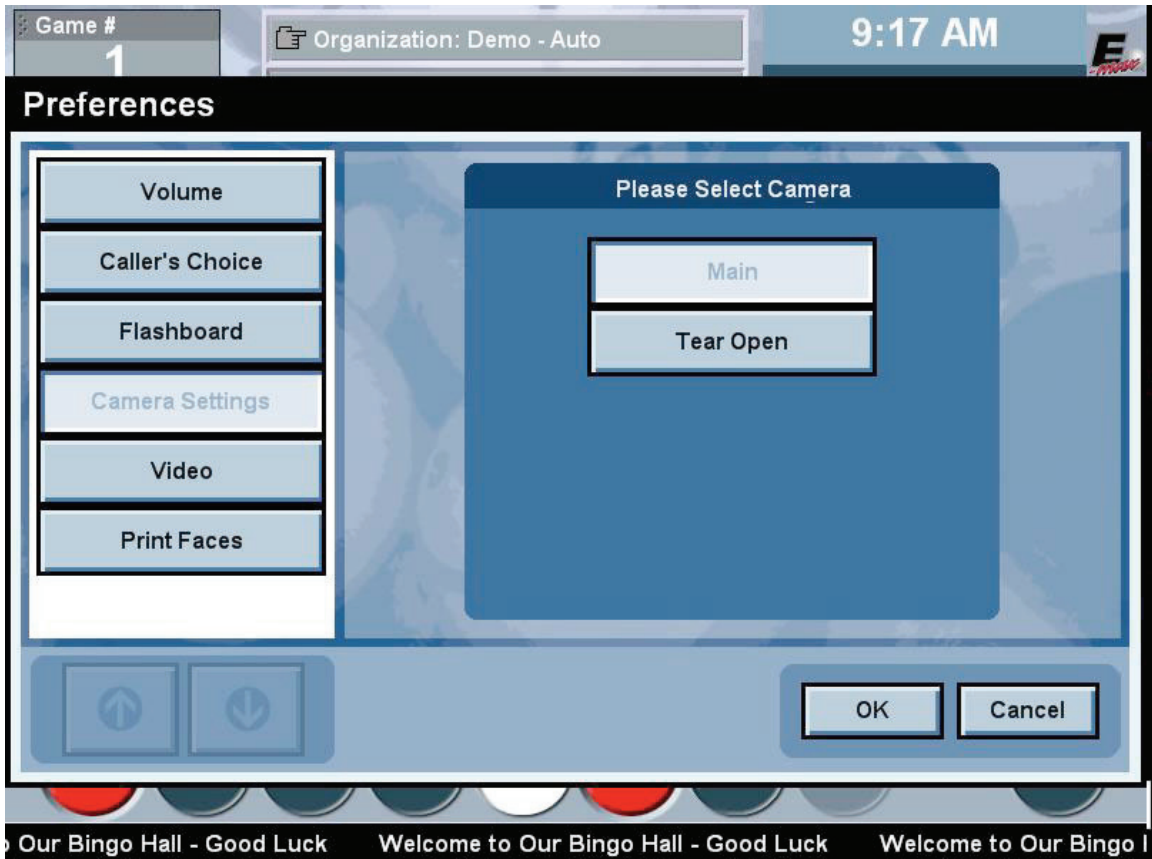 Game #
1
Organization: Demo - Auto
9:17 AM
E
Preferences
Volume
Caller's Choice
Flashboard
Camera Settings
Video
Print Faces
Please Select Camera
Main
Tear Open
OK
Cancel
Our Bingo Hall - Good Luck Welcome to Our Bingo Hall - Good Luck Welcome to Our Bingo